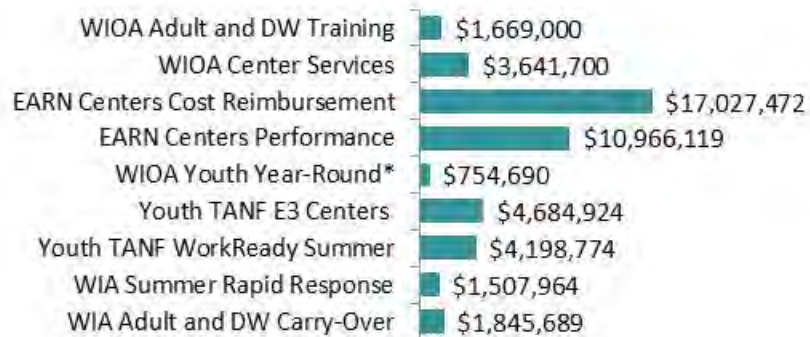 WIOA Adult and DW Training $1,669,000
WIOA Center Services $3,641,700
EARN Centers Cost Reimbursement $17,027,472
EARN Centers Performance $10,966,119
WIOA Youth Year-Round* $754,690
Youth TANF E3 Centers $4,684,924
Youth TANF WorkReady Summer $4,198,774
WIA Summer Rapid Response $1,507,964
WIA Adult and DW Carry-Over $1,845,689